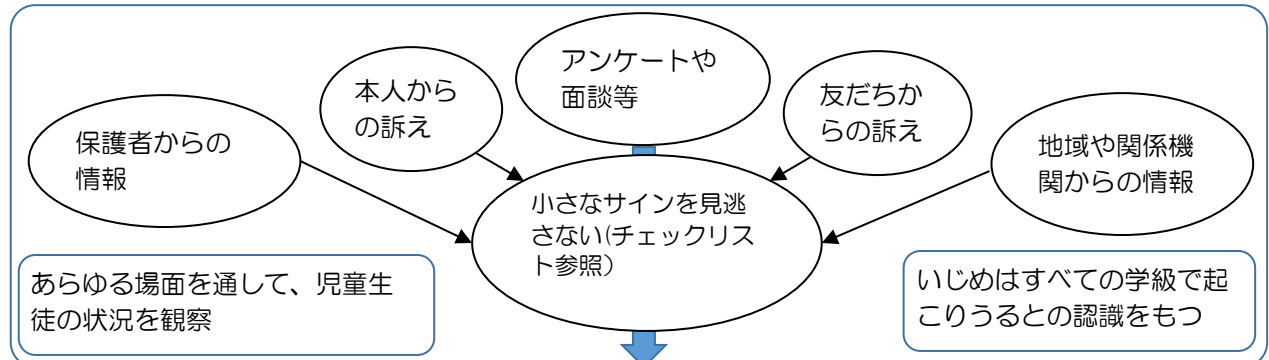 アンケートや
面談等
本人から
の訴え
友だちか
らの訴え
保護者からの
情報
地域や関係機
関からの情報
小さなサインを見逃
さない(チェックリス
ト参照）
あらゆる場面を通して、児童生
徒の状況を観察
いじめはすべての学級で起
こりうるとの認識をもつ